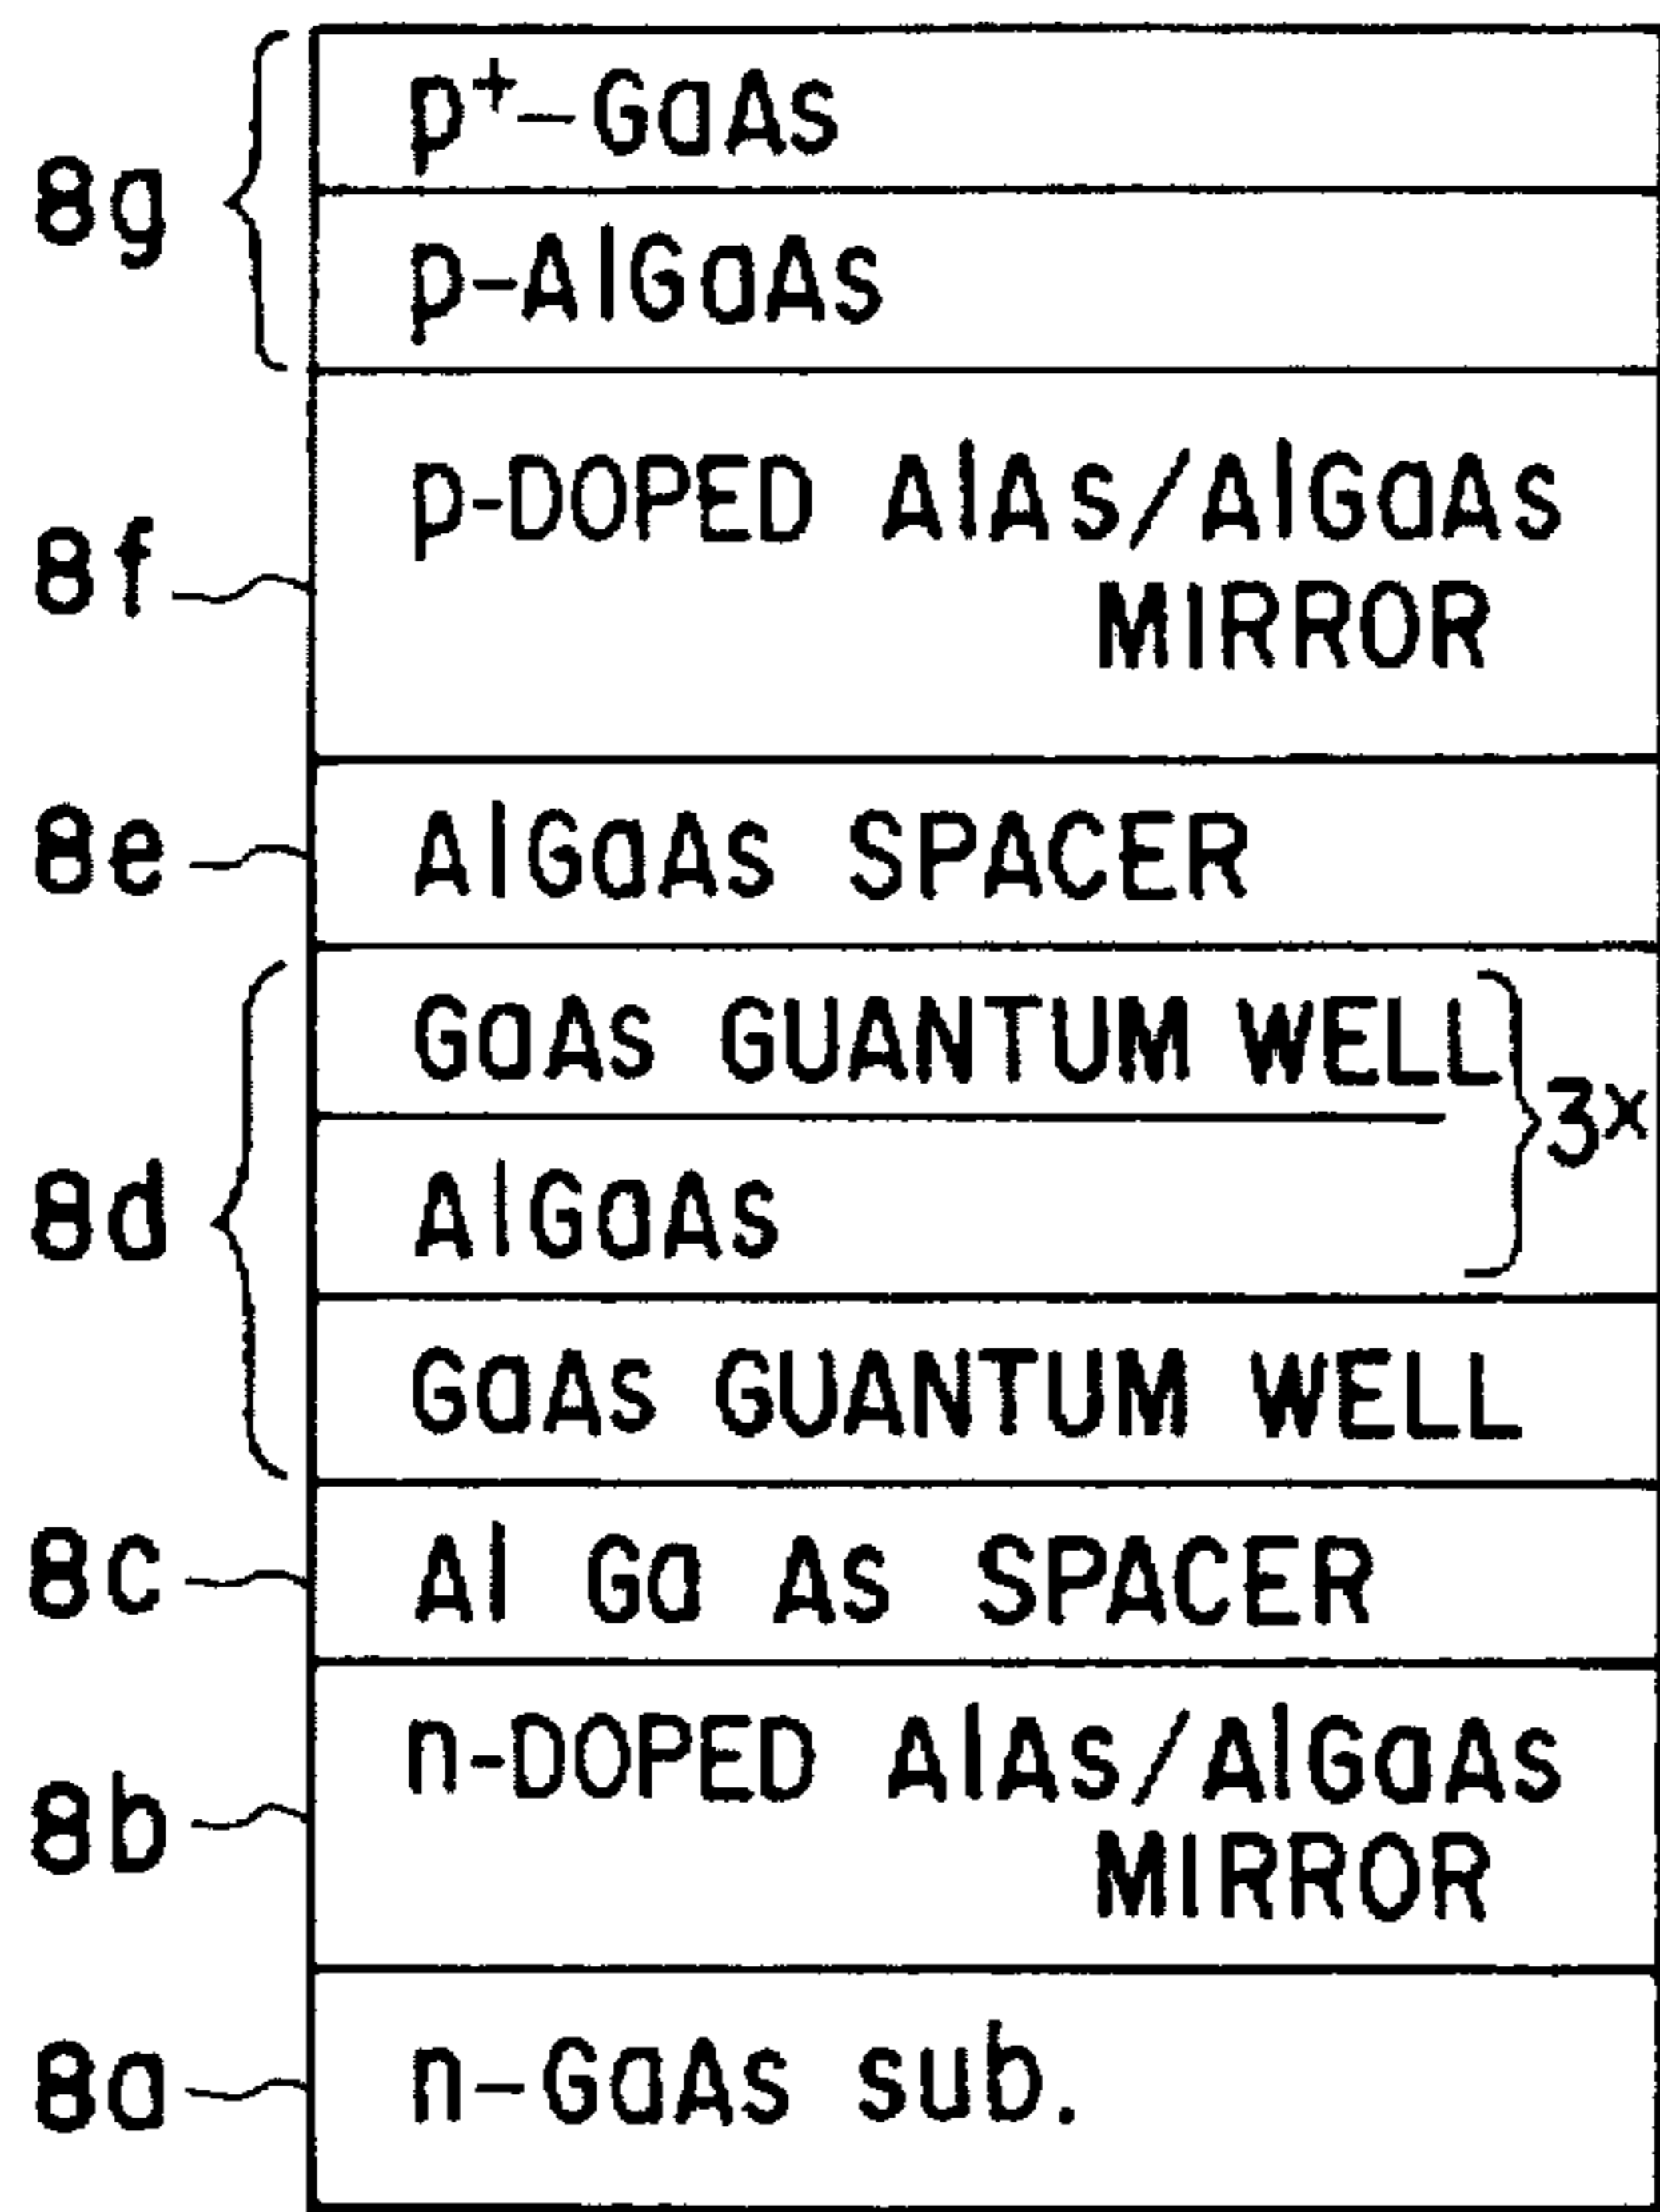 8g
p+-GaAs
p-AlGaAs
8f
p-DOPED AlAs/AlGaAs
MIRROR
8e
AlGaAs SPACER
8d
GaAs GUANTUM WELL
3x
AlGaAs
GaAs GUANTUM WELL
8c
Al Ga As SPACER
8b
n-DOPED AlAs/AlGaAs
MIRROR
8a
n-GaAs sub.